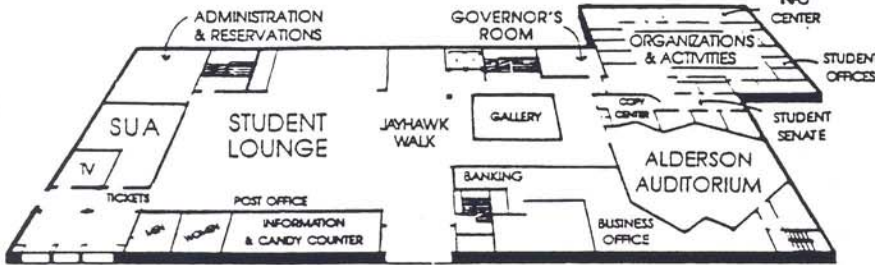 ADMINISTRATION
& RESERVATIONS
GOVERNOR'S
ROOM
CENTER
ORGANIZATIONS
& ACTIVITIES
STUDENT
OFFICES
COPY
CENTER
STUDENT
SENATE
SUA
STUDENT
LOUNGE
JAYHAWK
WALK
GALLERY
TV
ALDERSON
AUDITORIUM
BANKING
TICKETS
POST OFFICE
MEN
WOMEN
INFORMATION
& CANDY COUNTER
BUSINESS
OFFICE